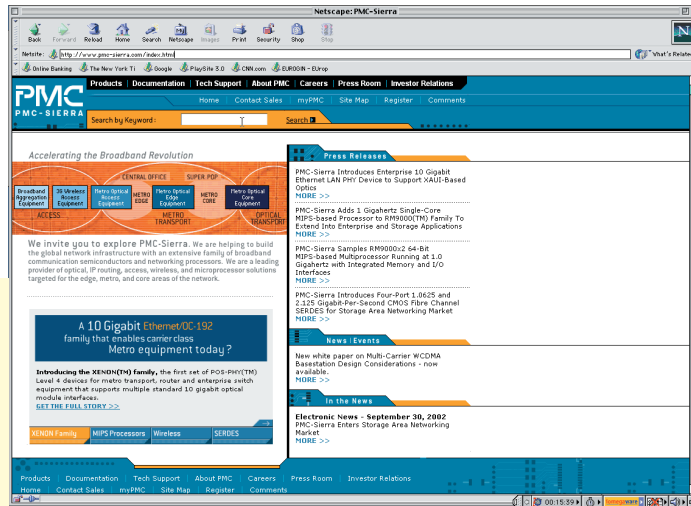 Netscape: PMC-Sierra
Back Forward Reload Home Search Netscape Images Print Security Shop Stop
Netsite: http://www.pmc-sierra.com/index.html
What's Relate
Online Banking The New York Ti Google PlaySite 3.0 CNN.com EUROGIN - EUrop
PMC
PMC-SIERRA
Products Documentation Tech Support About PMC Careers Press Room Investor Relations
Home Contact Sales myPMC Site Map Register Comments
Search by Keyword: Search
Accelerating the Broadband Revolution
CENTRAL OFFICE SUPER POP
Broadband Aggregation Equipment
3G Wireless Access Equipment
Metro Optical Access Equipment
METRO EDGE
Metro Optical Edge Equipment
METRO CORE
Metro Optical Core Equipment
ACCESS
METRO TRANSPORT
OPTICAL TRANSPORT
We invite you to explore PMC-Sierra. We are helping to build
the global network infrastructure with an extensive family of broadband
communication semiconductors and networking processors. We are a leading
provider of optical, IP routing, access, wireless, and microprocessor solutions
targeted for the edge, metro, and core areas of the network.
A 10 Gigabit Ethernet/OC-192
family that enables carrier class
Metro equipment today?
Introducing the XENON(TM) family, the first set of POS-PHY(TM)
Level 4 devices for metro transport, router and enterprise switch
equipment that supports multiple standard 10 gigabit optical
module interfaces.
GET THE FULL STORY >>
XENON Family MIPS Processors Wireless SERDES
Press Releases
PMC-Sierra Introduces Enterprise 10 Gigabit
Ethernet LAN PHY Device to Support XAUI-Based
Optics
MORE >>
PMC-Sierra Adds 1 Gigahertz Single-Core
MIPS-based Processor to RM9000(TM) Family To
Extend Into Enterprise and Storage Applications
MORE >>
PMC-Sierra Samples RM9000x2 64-Bit
MIPS-based Multiprocessor Running at 1.0
Gigahertz with Integrated Memory and I/O
Interfaces
MORE >>
PMC-Sierra Introduces Four-Port 1.0625 and
2.125 Gigabit-Per-Second CMOS Fibre Channel
SERDES for Storage Area Networking Market
MORE >>
News | Events
New white paper on Multi-Carrier WCDMA
Basestation Design Considerations - now
available.
MORE >>
In the News
Electronic News - September 30, 2002
PMC-Sierra Enters Storage Area Networking
Market
MORE >>
Products Documentation Tech Support About PMC Careers Press Room Investor Relations
Home Contact Sales myPMC Site Map Register Comments
00:15:39